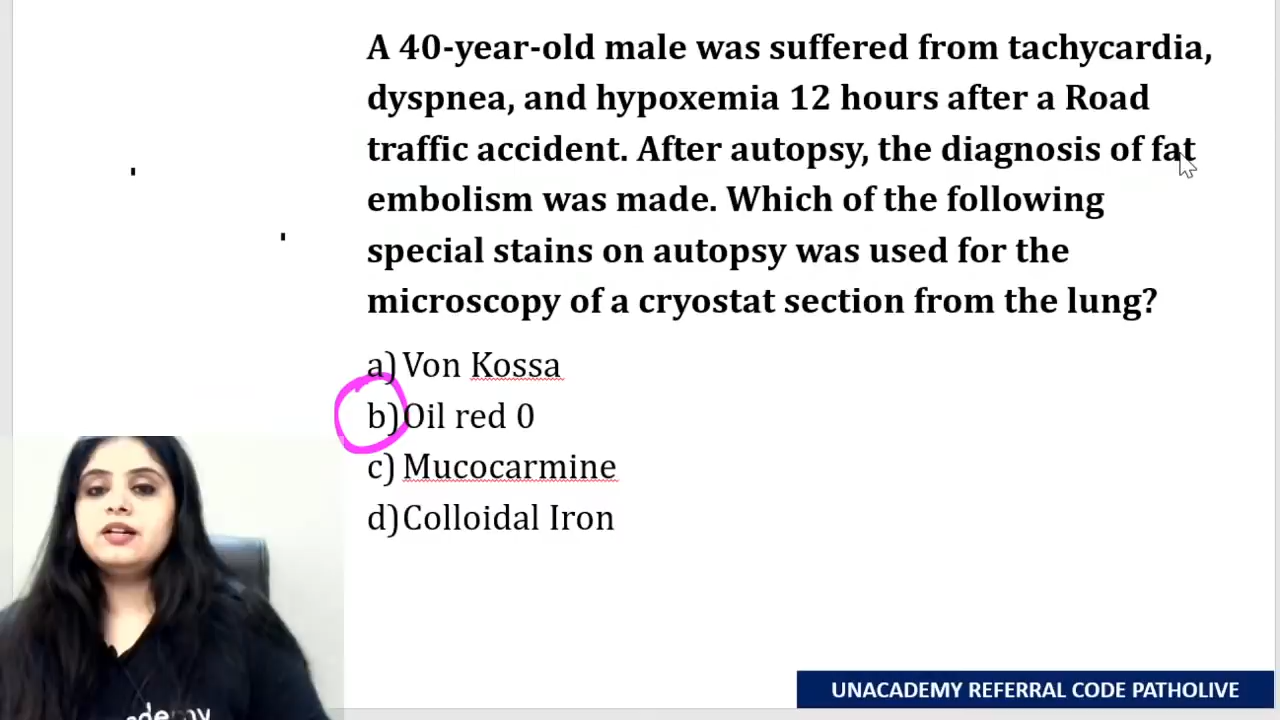 A 40-year-old male was suffered from tachycardia,
dyspnea, and hypoxemia 12 hours after a Road
traffic accident. After autopsy, the diagnosis of fat
embolism was made. Which of the following
special stains on autopsy was used for the
microscopy of a cryostat section from the lung?
a) Von Kossa
b) Oil red 0
c) Mucocarmine
d) Colloidal Iron
UNACADEMY REFERRAL CODE PATHOLIVE